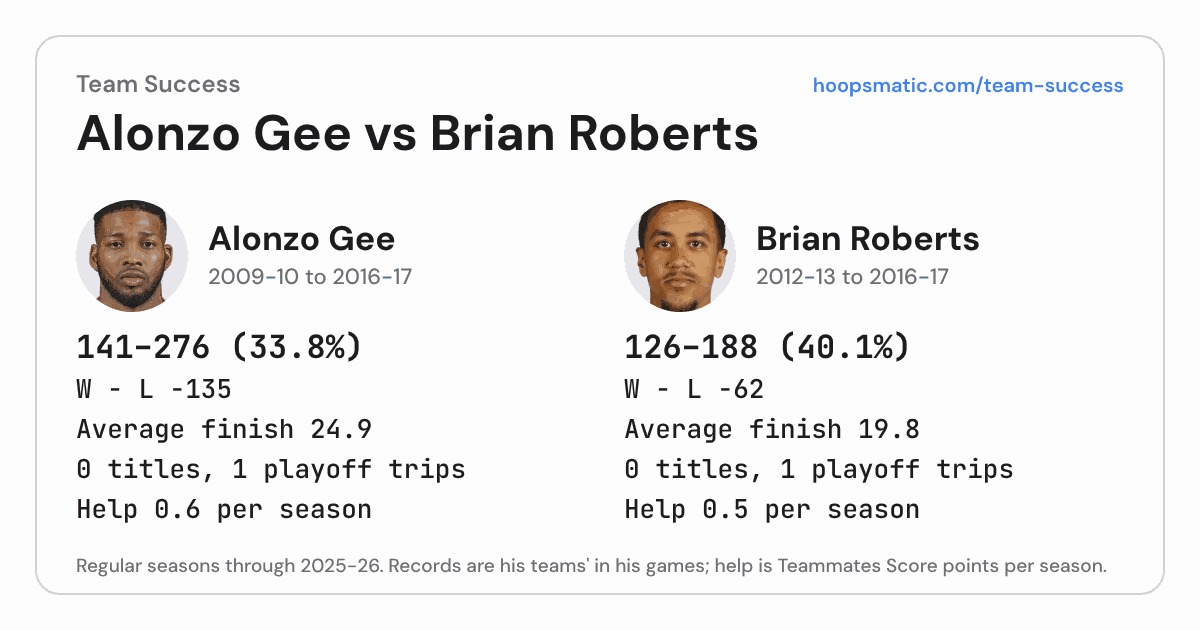 Team Success
hoopsmatic.com/team-success
Alonzo Gee vs Brian Roberts
Alonzo Gee
2009-10 to 2016-17
141-276 (33.8%)
W - L -135
Average finish 24.9
0 titles, 1 playoff trips
Help 0.6 per season
Brian Roberts
2012-13 to 2016-17
126-188 (40.1%)
W - L -62
Average finish 19.8
0 titles, 1 playoff trips
Help 0.5 per season
Regular seasons through 2025-26. Records are his teams' in his games; help is Teammates Score points per season.